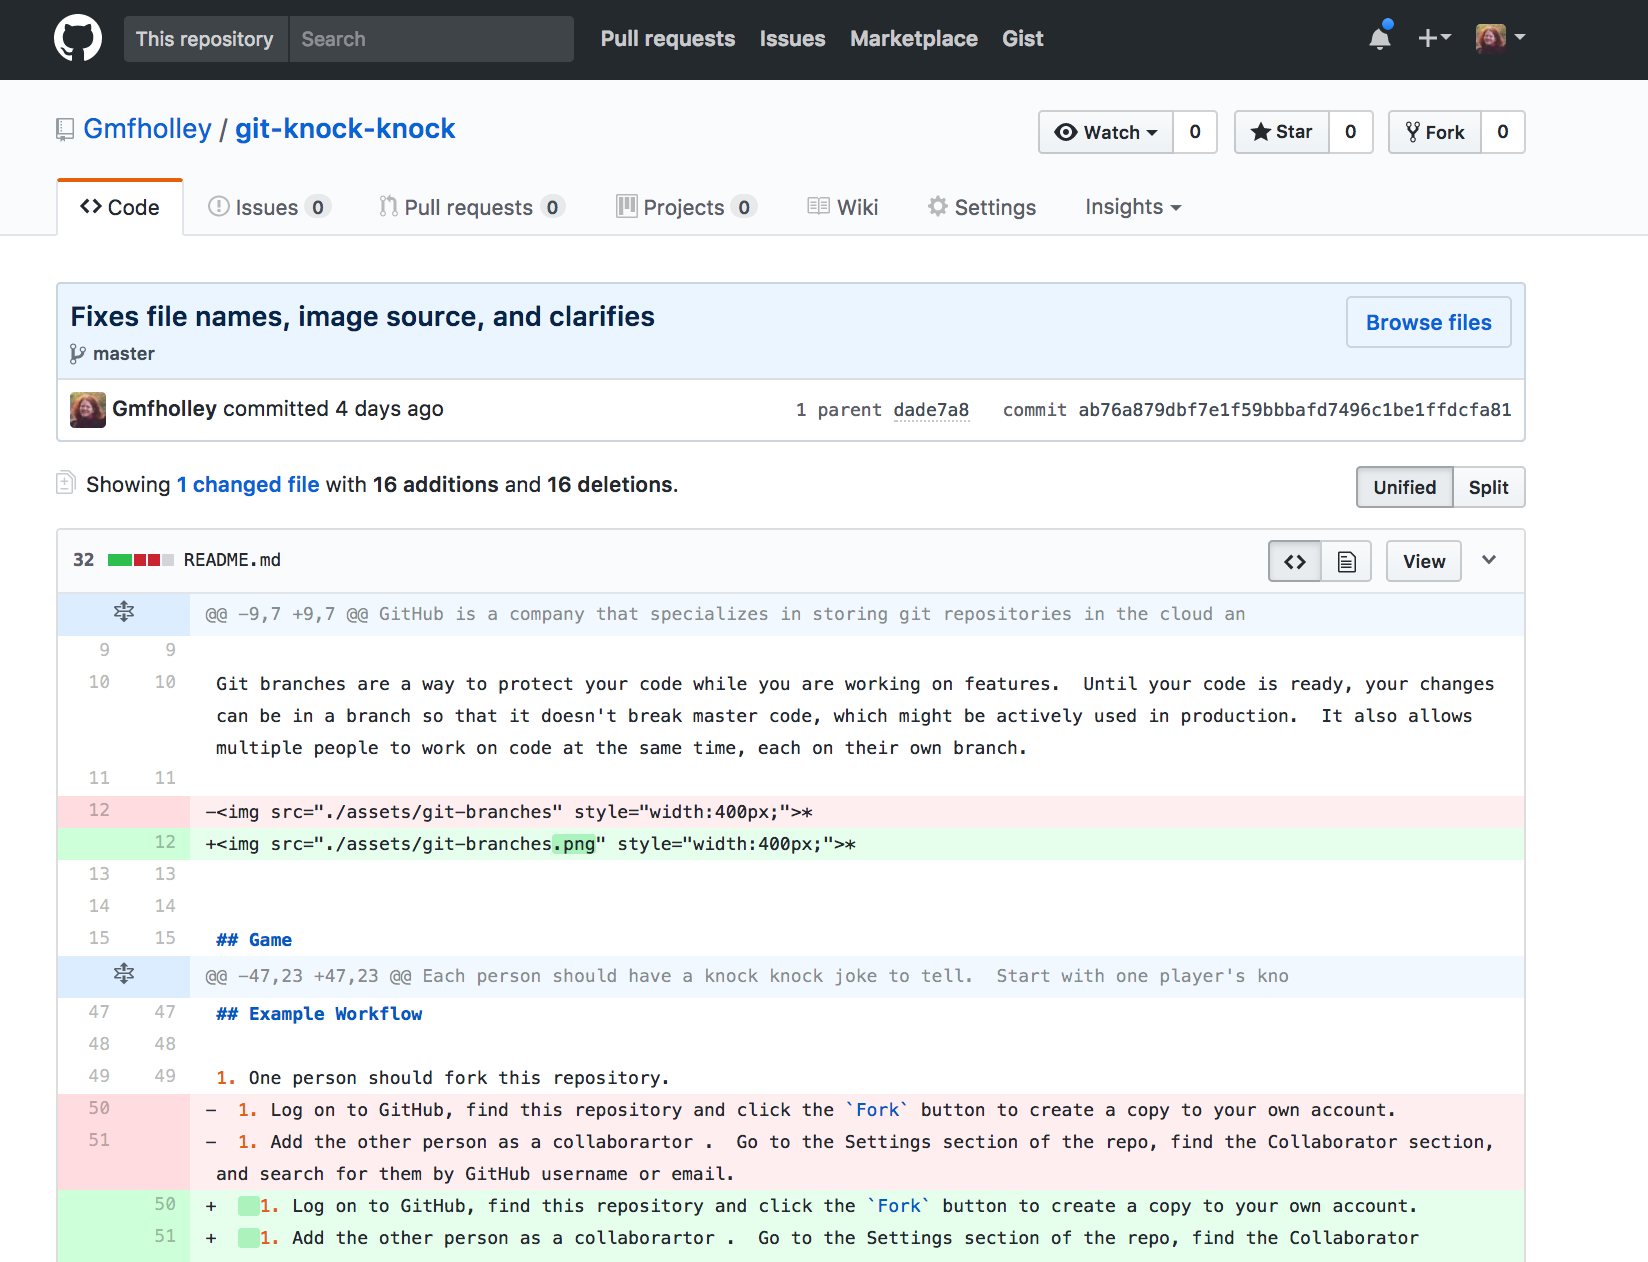 This repository Search Pull requests Issues Marketplace Gist
Gmfholley / git-knock-knock Watch 0 Star 0 Fork 0
Code Issues 0 Pull requests 0 Projects 0 Wiki Settings Insights
Fixes file names, image source, and clarifies Browse files
master
Gmfholley committed 4 days ago 1 parent dade7a8 commit ab76a879dbf7e1f59bbbafd7496c1be1ffdcfa81
Showing 1 changed file with 16 additions and 16 deletions. Unified Split
32 README.md <> View
@@ -9,7 +9,7 @@ GitHub is a company that specializes in storing git repositories in the cloud an
9 9
10 10 Git branches are a way to protect your code while you are working on features.  Until your code is ready, your changes
can be in a branch so that it doesn't break master code, which might be actively used in production.  It also allows
multiple people to work on code at the same time, each on their own branch.
11 11
12 -<img src="./assets/git-branches" style="width:400px;">*
12 +<img src="./assets/git-branches.png" style="width:400px;">*
13 13
14 14
15 15 ## Game
@@ -47,23 +47,23 @@ Each person should have a knock knock joke to tell.  Start with one player's kno
47 47 ## Example Workflow
48 48
49 49 1. One person should fork this repository.
50 -  1. Log on to GitHub, find this repository and click the `Fork` button to create a copy to your own account.
51 -  1. Add the other person as a collaborartor .  Go to the Settings section of the repo, find the Collaborator section,
and search for them by GitHub username or email.
50 +    1. Log on to GitHub, find this repository and click the `Fork` button to create a copy to your own account.
51 +    1. Add the other person as a collaborartor .  Go to the Settings section of the repo, find the Collaborator